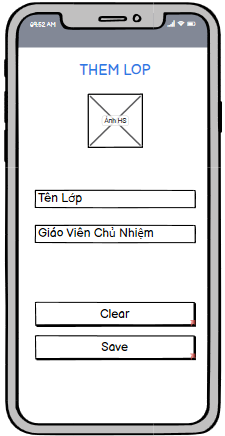 09:52 AM
THEM LOP
Ảnh HS
Tên Lớp
Giáo Viên Chủ Nhiệm
Clear
Save